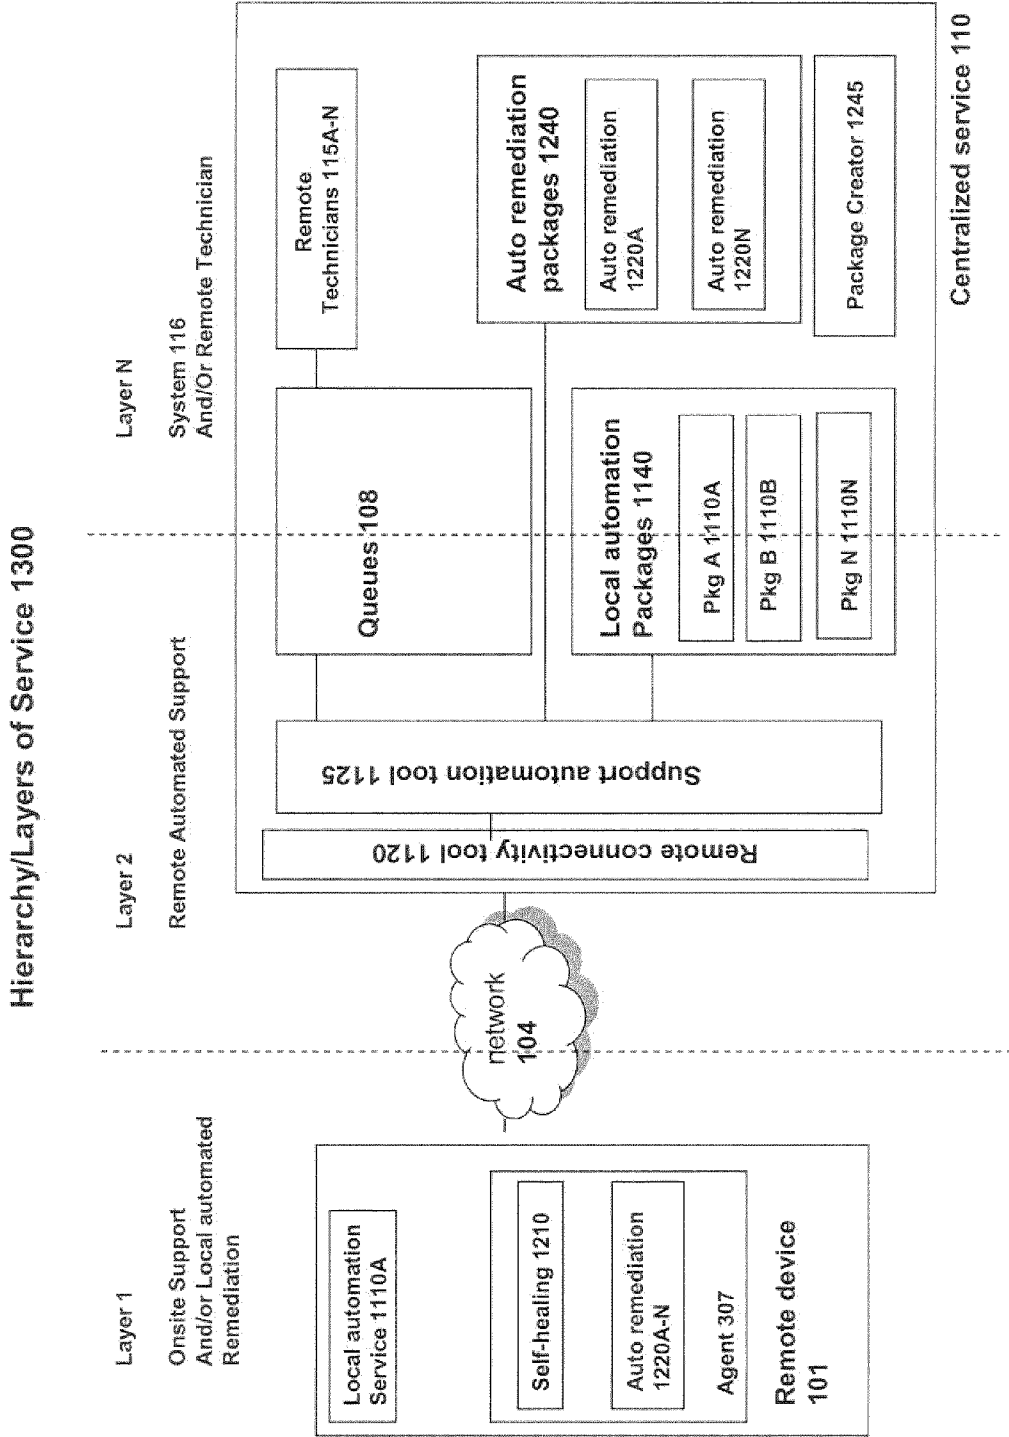 Hierarchy/Layers of Service 1300
Layer 1
Onsite Support
And/or Local automated
Remediation
Layer 2
Remote Automated Support
Layer N
System 116
And/Or Remote Technician
Local automation
Service 1110A
Self-healing 1210
Auto remediation
1220A-N
Agent 307
Remote device
101
network
104
Remote connectivity tool 1120
Support automation tool 1125
Queues 108
Remote
Technicians 115A-N
Local automation
Packages 1140
Pkg A 1110A
Pkg B 1110B
Pkg N 1110N
Auto remediation
packages 1240
Auto remediation
1220A
Auto remediation
1220N
Package Creator 1245
Centralized service 110